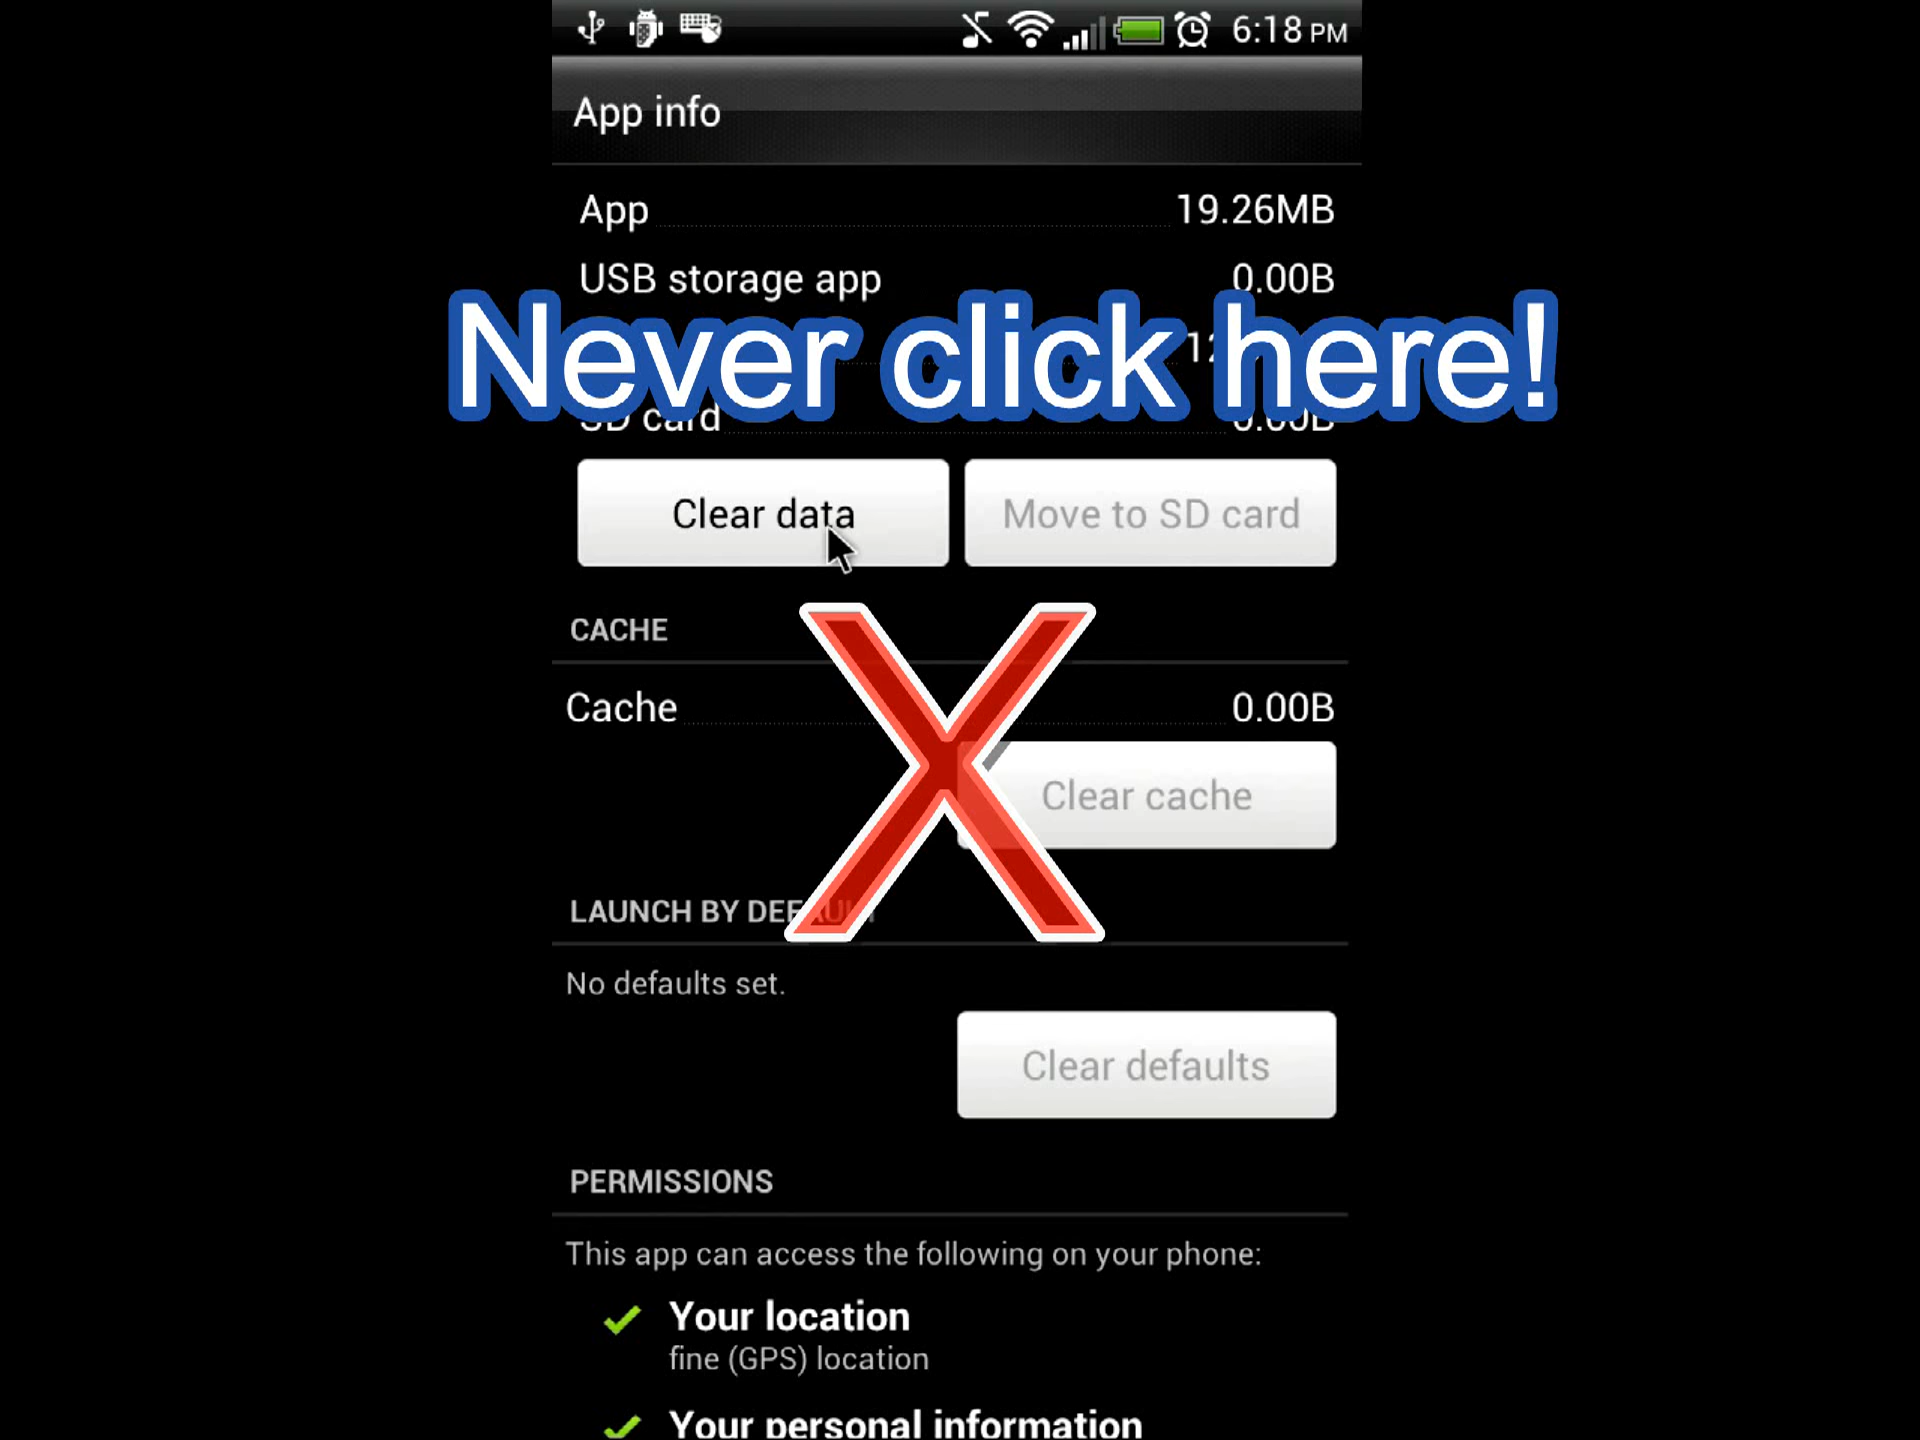 6:18 PM
App info
App 19.26MB
USB storage app 0.00B
Never click here!
SD card 0.00B
Clear data Move to SD card
CACHE
Cache 0.00B
Clear cache
LAUNCH BY DEFAULT
No defaults set.
Clear defaults
PERMISSIONS
This app can access the following on your phone:
Your location
fine (GPS) location
Your personal information